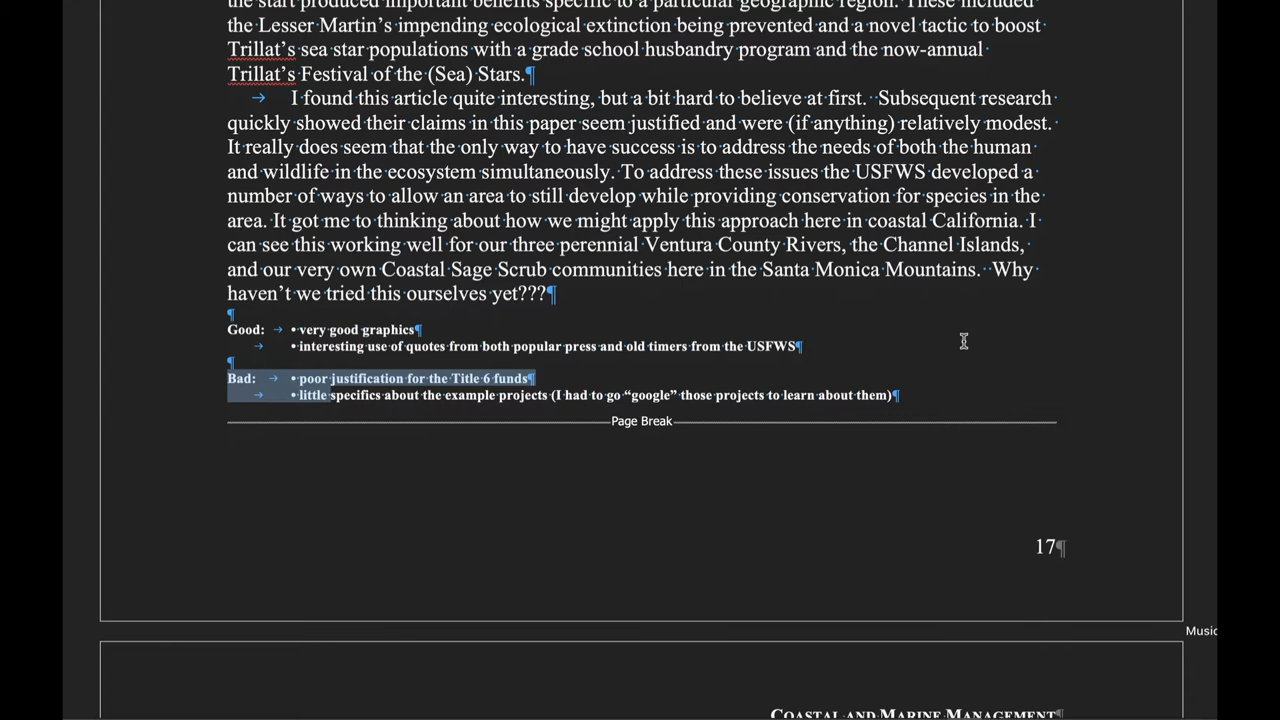 the start produced important benefits specific to a particular geographic region. These included
the Lesser Martin’s impending ecological extinction being prevented and a novel tactic to boost
Trillat’s sea star populations with a grade school husbandry program and the now-annual
Trillat’s Festival of the (Sea) Stars.¶
→ I found this article quite interesting, but a bit hard to believe at first.  Subsequent research
quickly showed their claims in this paper seem justified and were (if anything) relatively modest.
It really does seem that the only way to have success is to address the needs of both the human
and wildlife in the ecosystem simultaneously.  To address these issues the USFWS developed a
number of ways to allow an area to still develop while providing conservation for species in the
area. It got me to thinking about how we might apply this approach here in coastal California. I
can see this working well for our three perennial Ventura County Rivers, the Channel Islands,
and our very own Coastal Sage Scrub communities here in the Santa Monica Mountains.  Why
haven’t we tried this ourselves yet???¶
¶
Good: → • very good graphics¶
→ • interesting use of quotes from both popular press and old timers from the USFWS¶
¶
Bad: → • poor justification for the Title 6 funds¶
→ • little specifics about the example projects (I had to go “google” those projects to learn about them)¶
Page Break
17¶
Music
COASTAL AND MARINE MANAGEMENT¶